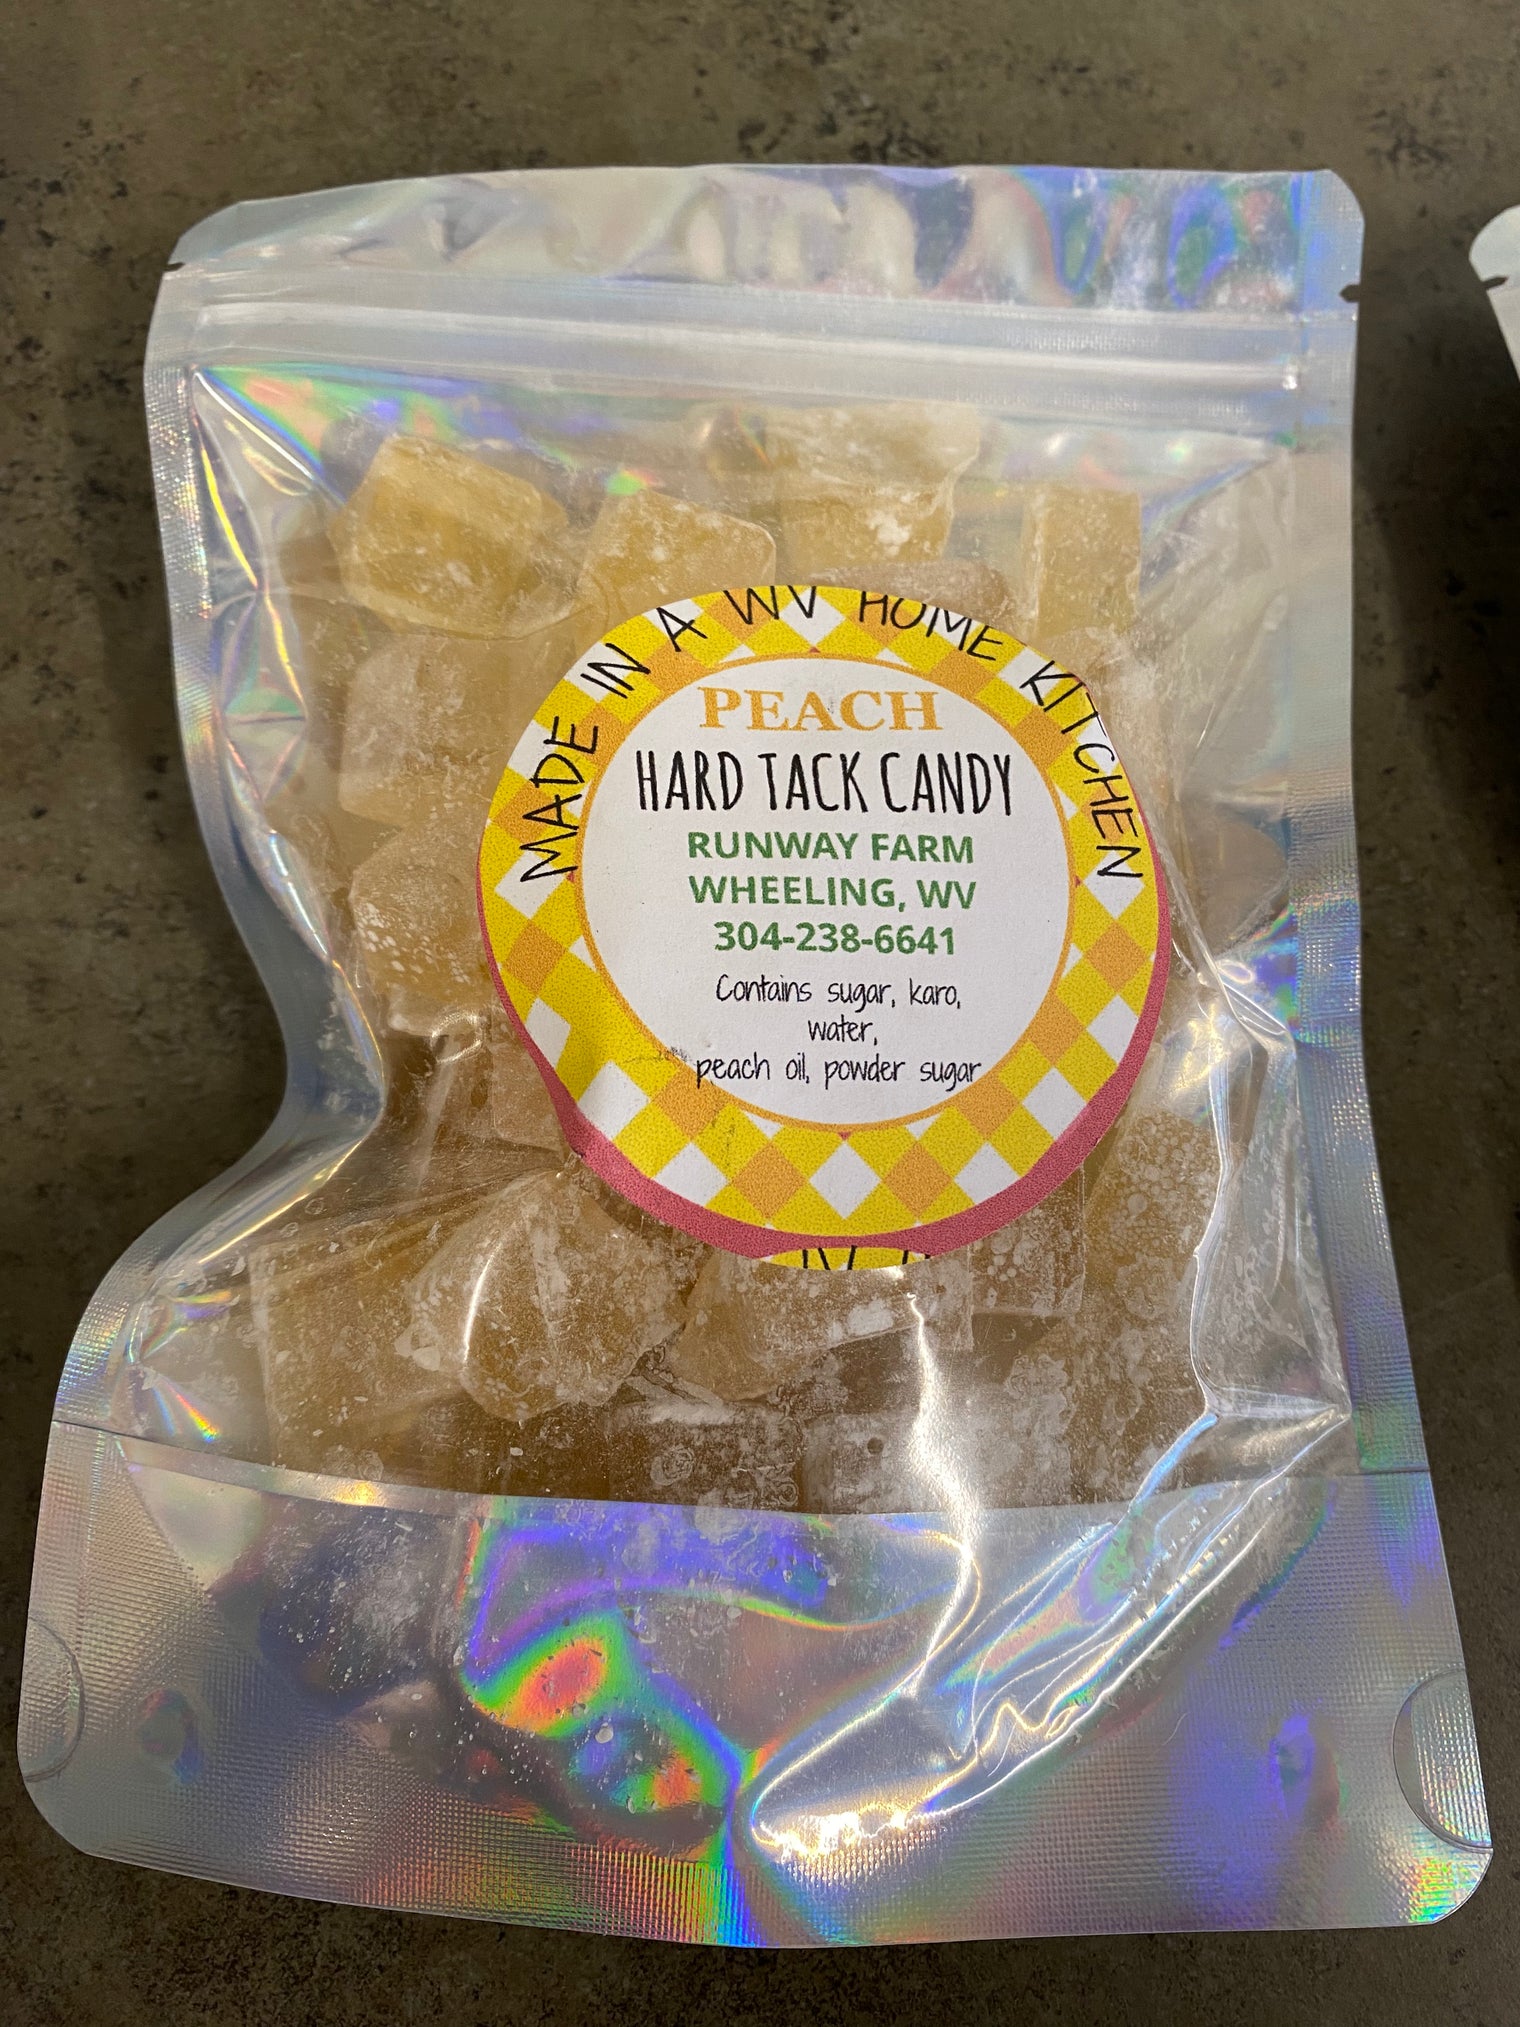 MADE IN A WV HOME KITCHEN
PEACH
HARD TACK CANDY
RUNWAY FARM
WHEELING, WV
304-238-6641
Contains sugar, karo,
water,
peach oil, powder sugar